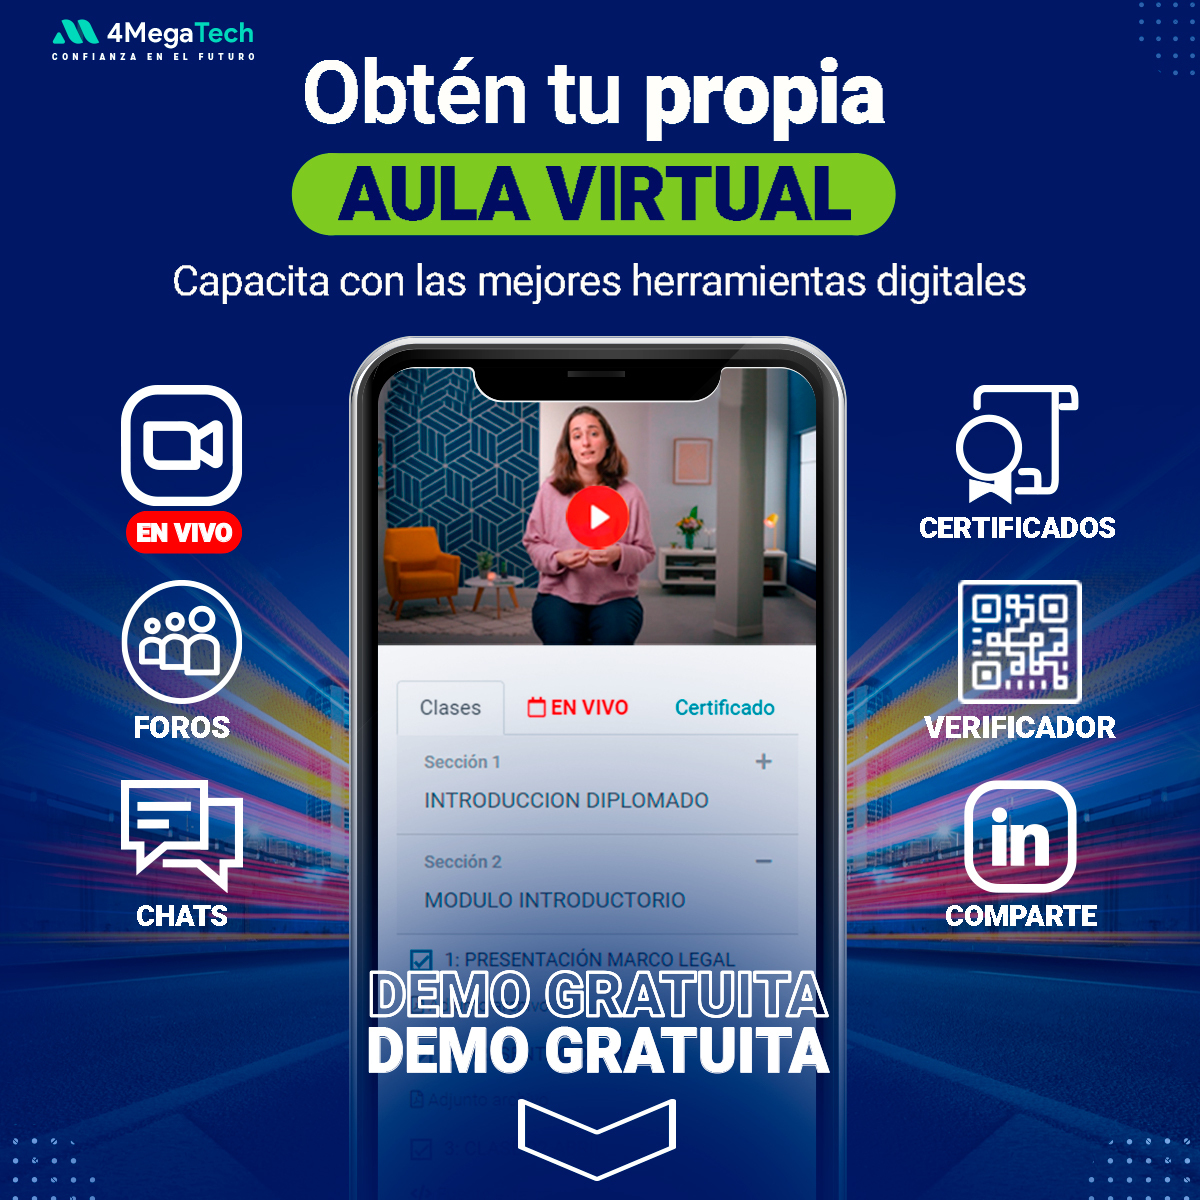 4MegaTech
CONFIANZA EN EL FUTURO
Obtén tu propia
AULA VIRTUAL
Capacita con las mejores herramientas digitales
EN VIVO
FOROS
CHATS
Clases
EN VIVO
Certificado
Sección 1
+
INTRODUCCION DIPLOMADO
Sección 2
−
MODULO INTRODUCTORIO
1: PRESENTACIÓN MARCO LEGAL
Adjunto
CERTIFICADOS
VERIFICADOR
in
COMPARTE
DEMO GRATUITA
DEMO GRATUITA